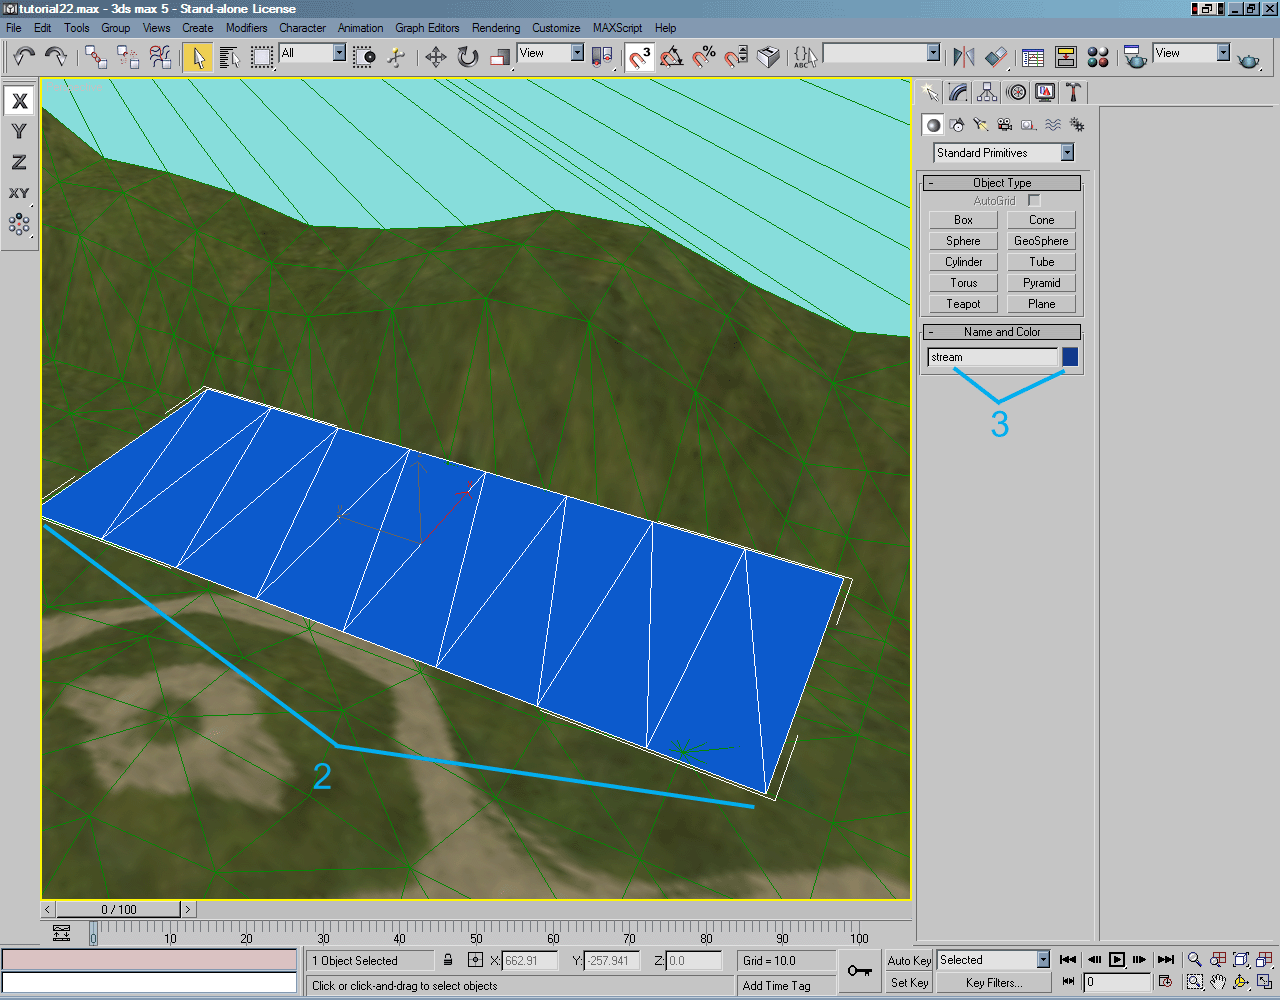 tutorial22.max - 3ds max 5 - Stand-alone License
File Edit Tools Group Views Create Modifiers Character Animation Graph Editors Rendering Customize MAXScript Help
All View 3 ABC View
X
Y
Z
XY
Standard Primitives
- Object Type
AutoGrid
Box Cone
Sphere GeoSphere
Cylinder Tube
Torus Pyramid
Teapot Plane
- Name and Color
stream
3
2
< 0 / 100 >
0 10 20 30 40 50 60 70 80 90 100
1 Object Selected X: 662.91 Y: -257.941 Z: 0.0 Grid = 10.0 Auto Key Selected
Click or click-and-drag to select objects Add Time Tag Set Key Key Filters... 0